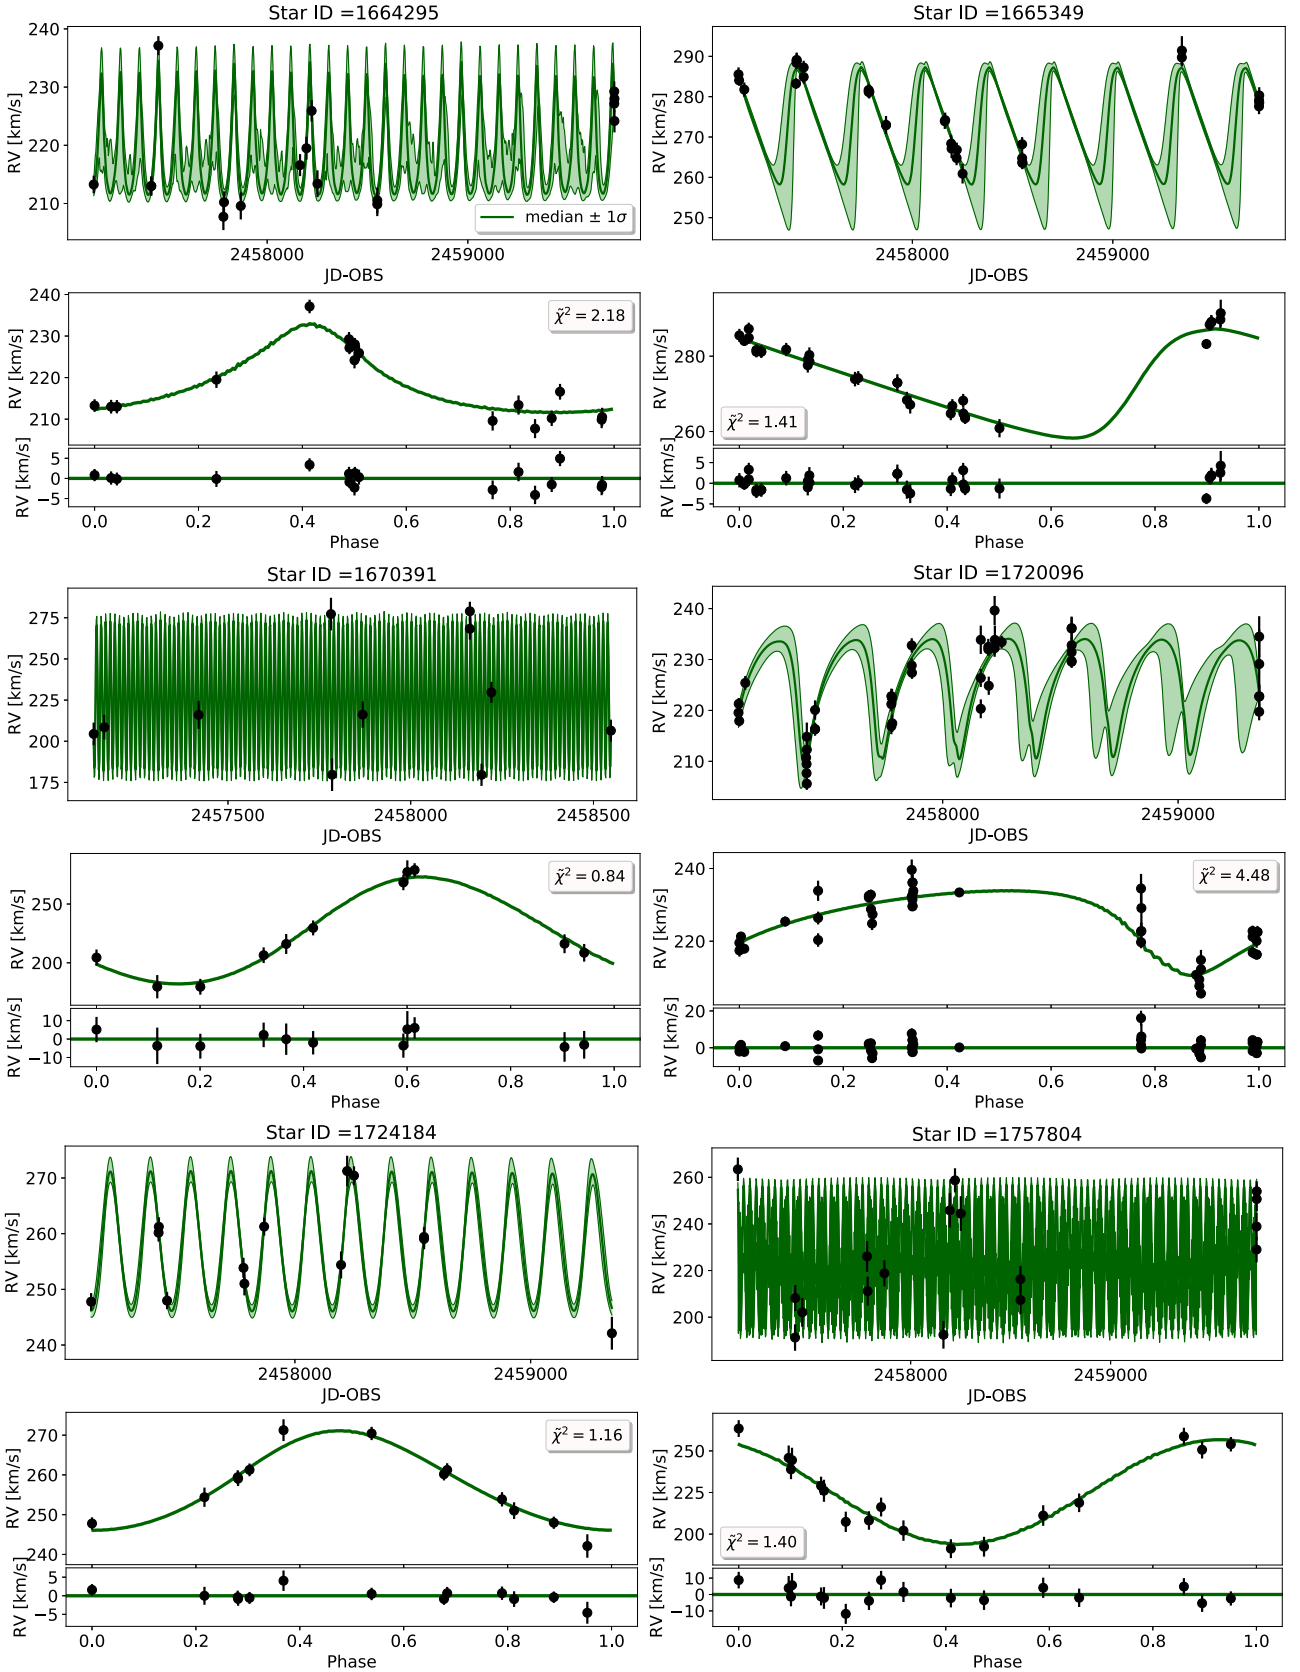 Star ID =1664295
240
230
220
210
RV [km/s]
median ± 1σ
2458000
2459000
JD-OBS
240
230
220
210
RV [km/s]
χ̃² = 2.18
5
0
−5
RV [km/s]
0.0 0.2 0.4 0.6 0.8 1.0
Phase
Star ID =1665349
290
280
270
260
250
RV [km/s]
2458000
2459000
JD-OBS
280
260
RV [km/s]
χ̃² = 1.41
5
0
−5
RV [km/s]
0.0 0.2 0.4 0.6 0.8 1.0
Phase
Star ID =1670391
275
250
225
200
175
RV [km/s]
2457500
2458000
2458500
JD-OBS
250
200
RV [km/s]
χ̃² = 0.84
10
0
−10
RV [km/s]
0.0 0.2 0.4 0.6 0.8 1.0
Phase
Star ID =1720096
240
230
220
210
RV [km/s]
2458000
2459000
JD-OBS
240
220
RV [km/s]
χ̃² = 4.48
20
0
RV [km/s]
0.0 0.2 0.4 0.6 0.8 1.0
Phase
Star ID =1724184
270
260
250
240
RV [km/s]
2458000
2459000
JD-OBS
270
260
250
240
RV [km/s]
χ̃² = 1.16
5
0
−5
RV [km/s]
0.0 0.2 0.4 0.6 0.8 1.0
Phase
Star ID =1757804
260
240
220
200
RV [km/s]
2458000
2459000
JD-OBS
250
225
200
RV [km/s]
χ̃² = 1.40
10
0
−10
RV [km/s]
0.0 0.2 0.4 0.6 0.8 1.0
Phase